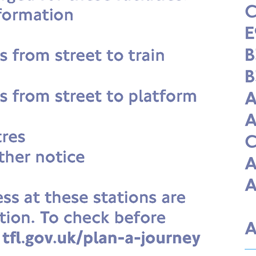 formation
s from street to train
s from street to platform
tres
ther notice
ess at these stations are
tion. To check before
tfl.gov.uk/plan-a-journey
C
E
B
B
A
A
C
A
A
A